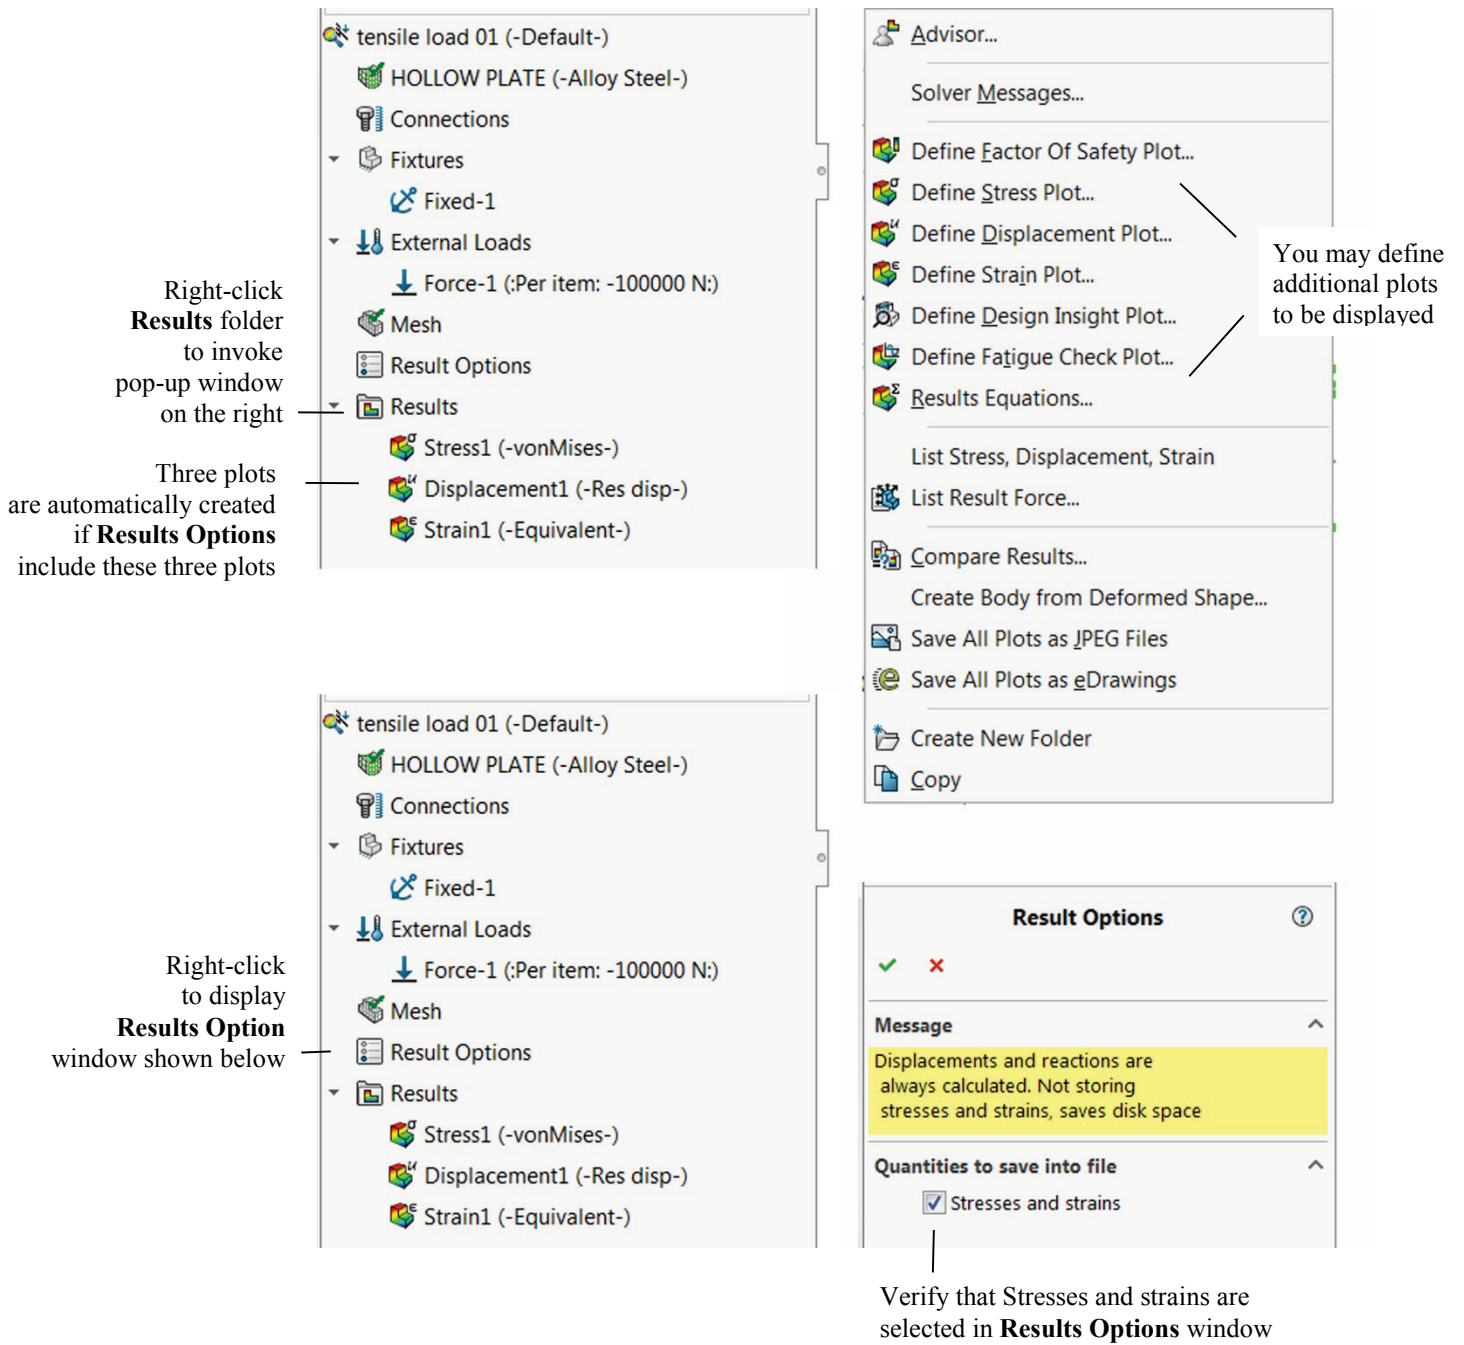 tensile load 01 (-Default-)
HOLLOW PLATE (-Alloy Steel-)
Connections
Fixtures
Fixed-1
External Loads
Force-1 (:Per item: -100000 N:)
Mesh
Result Options
Results
Stress1 (-vonMises-)
Displacement1 (-Res disp-)
Strain1 (-Equivalent-)
Right-click
Results folder
to invoke
pop-up window
on the right
Three plots
are automatically created
if Results Options
include these three plots
Advisor...
Solver Messages...
Define Factor Of Safety Plot...
Define Stress Plot...
Define Displacement Plot...
Define Strain Plot...
Define Design Insight Plot...
Define Fatigue Check Plot...
Results Equations...
List Stress, Displacement, Strain
List Result Force...
Compare Results...
Create Body from Deformed Shape...
Save All Plots as JPEG Files
Save All Plots as eDrawings
Create New Folder
Copy
You may define
additional plots
to be displayed
tensile load 01 (-Default-)
HOLLOW PLATE (-Alloy Steel-)
Connections
Fixtures
Fixed-1
External Loads
Force-1 (:Per item: -100000 N:)
Mesh
Result Options
Results
Stress1 (-vonMises-)
Displacement1 (-Res disp-)
Strain1 (-Equivalent-)
Right-click
to display
Results Option
window shown below
Result Options
Message
Displacements and reactions are
always calculated. Not storing
stresses and strains, saves disk space
Quantities to save into file
Stresses and strains
Verify that Stresses and strains are
selected in Results Options window